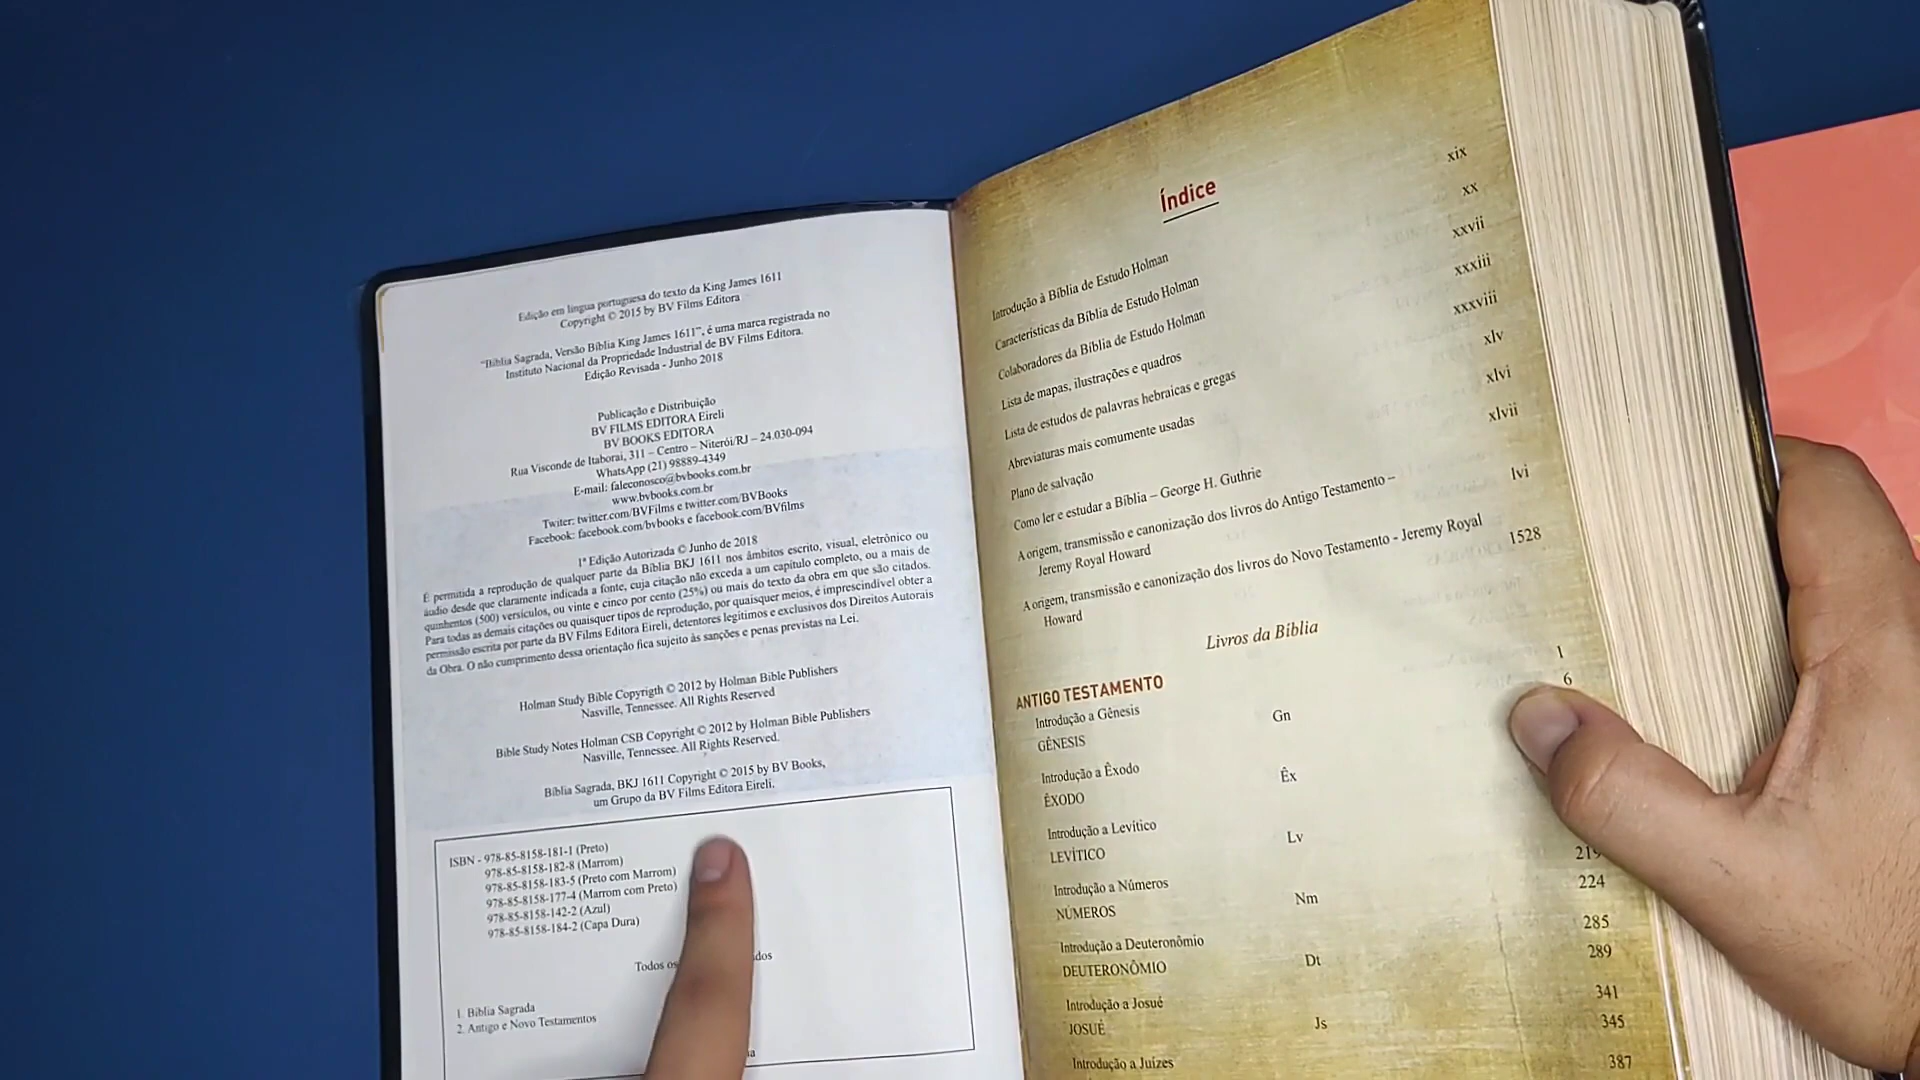 Edição em língua portuguesa do texto da King James 1611
Copyright © 2015 by BV Films Editora
"Bíblia Sagrada, Versão Bíblia King James 1611", é uma marca registrada no
Instituto Nacional da Propriedade Industrial de BV Films Editora.
Edição Revisada - Junho 2018
Publicação e Distribuição
BV FILMS EDITORA Eireli
BV BOOKS EDITORA
Rua Visconde de Itaboraí, 311 – Centro – Niterói/RJ – 24.030-094
WhatsApp (21) 98889-4349
E-mail: faleconosco@bvbooks.com.br
www.bvbooks.com.br
Twiter: twitter.com/BVFilms e twitter.com/BVBooks
Facebook: facebook.com/bvbooks e facebook.com/BVfilms
1ª Edição Autorizada © Junho de 2018
É permitida a reprodução de qualquer parte da Bíblia BKJ 1611 nos âmbitos escrito, visual, eletrônico ou
áudio desde que claramente indicada a fonte, cuja citação não exceda a um capítulo completo, ou a mais de
quinhentos (500) versículos, ou vinte e cinco por cento (25%) ou mais do texto da obra em que são citados.
Para todas as demais citações ou quaisquer tipos de reprodução, por quaisquer meios, é imprescindível obter a
permissão escrita por parte da BV Films Editora Eireli, detentores legítimos e exclusivos dos Direitos Autorais
da Obra. O não cumprimento dessa orientação fica sujeito às sanções e penas previstas na Lei.
Holman Study Bible Copyrigth © 2012 by Holman Bible Publishers
Nasville, Tennessee. All Rights Reserved
Bible Study Notes Holman CSB Copyright © 2012 by Holman Bible Publishers
Nasville, Tennessee. All Rights Reserved.
Bíblia Sagrada, BKJ 1611 Copyright © 2015 by BV Books,
um Grupo da BV Films Editora Eireli.
ISBN - 978-85-8158-181-1 (Preto)
978-85-8158-182-8 (Marrom)
978-85-8158-183-5 (Preto com Marrom)
978-85-8158-177-4 (Marrom com Preto)
978-85-8158-142-2 (Azul)
978-85-8158-184-2 (Capa Dura)
Todos os
1. Bíblia Sagrada
2. Antigo e Novo Testamentos
Índice
Introdução à Bíblia de Estudo Holman xix
Características da Bíblia de Estudo Holman xx
Colaboradores da Bíblia de Estudo Holman xxvii
Lista de mapas, ilustrações e quadros xxxiii
Lista de estudos de palavras hebraicas e gregas xxxviii
Abreviaturas mais comumente usadas xlv
Plano de salvação xlvi
Como ler e estudar a Bíblia – George H. Guthrie xlvii
A origem, transmissão e canonização dos livros do Antigo Testamento –
Jeremy Royal Howard lvi
A origem, transmissão e canonização dos livros do Novo Testamento - Jeremy Royal
Howard 1528
Livros da Bíblia
ANTIGO TESTAMENTO
Introdução a Gênesis 1
GÊNESIS Gn 6
Introdução a Êxodo
ÊXODO Êx
Introdução a Levítico
LEVÍTICO Lv
Introdução a Números 219
NÚMEROS Nm 224
Introdução a Deuteronômio 285
DEUTERONÔMIO Dt 289
Introdução a Josué 341
JOSUÉ Js 345
Introdução a Juízes 387